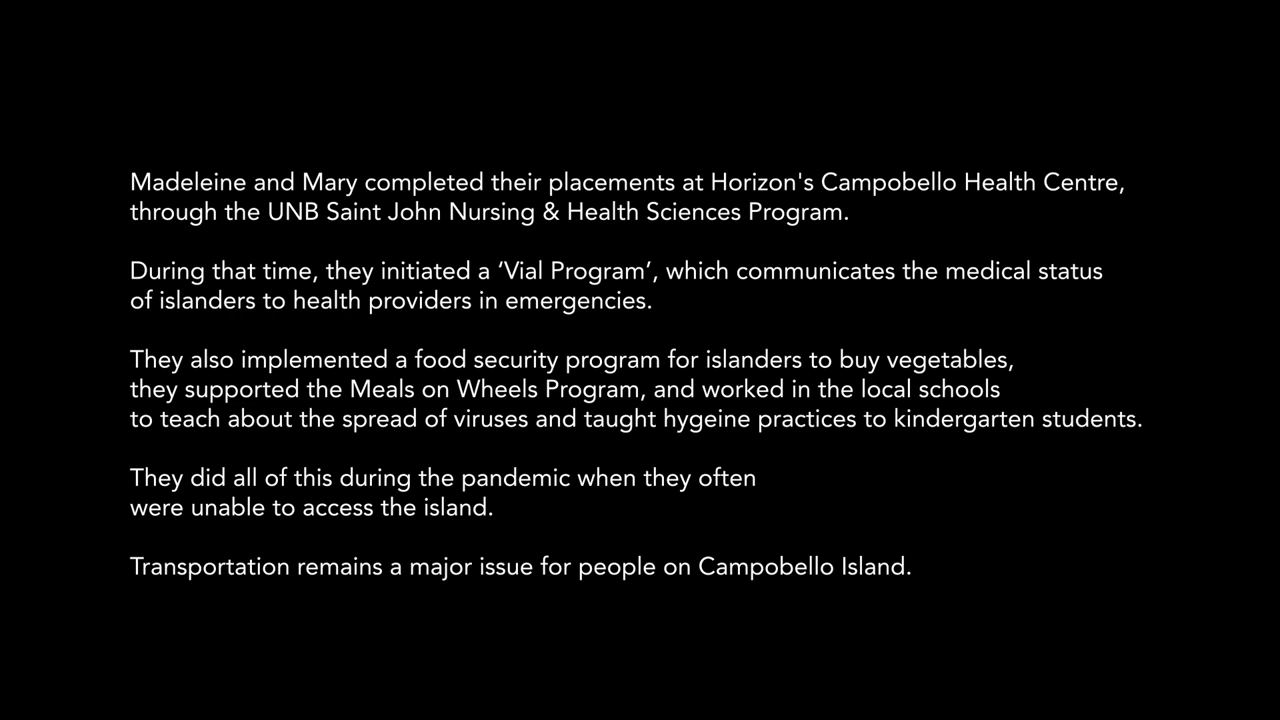 Madeleine and Mary completed their placements at Horizon's Campobello Health Centre,
through the UNB Saint John Nursing & Health Sciences Program.
During that time, they initiated a ‘Vial Program’, which communicates the medical status
of islanders to health providers in emergencies.
They also implemented a food security program for islanders to buy vegetables,
they supported the Meals on Wheels Program, and worked in the local schools
to teach about the spread of viruses and taught hygeine practices to kindergarten students.
They did all of this during the pandemic when they often
were unable to access the island.
Transportation remains a major issue for people on Campobello Island.